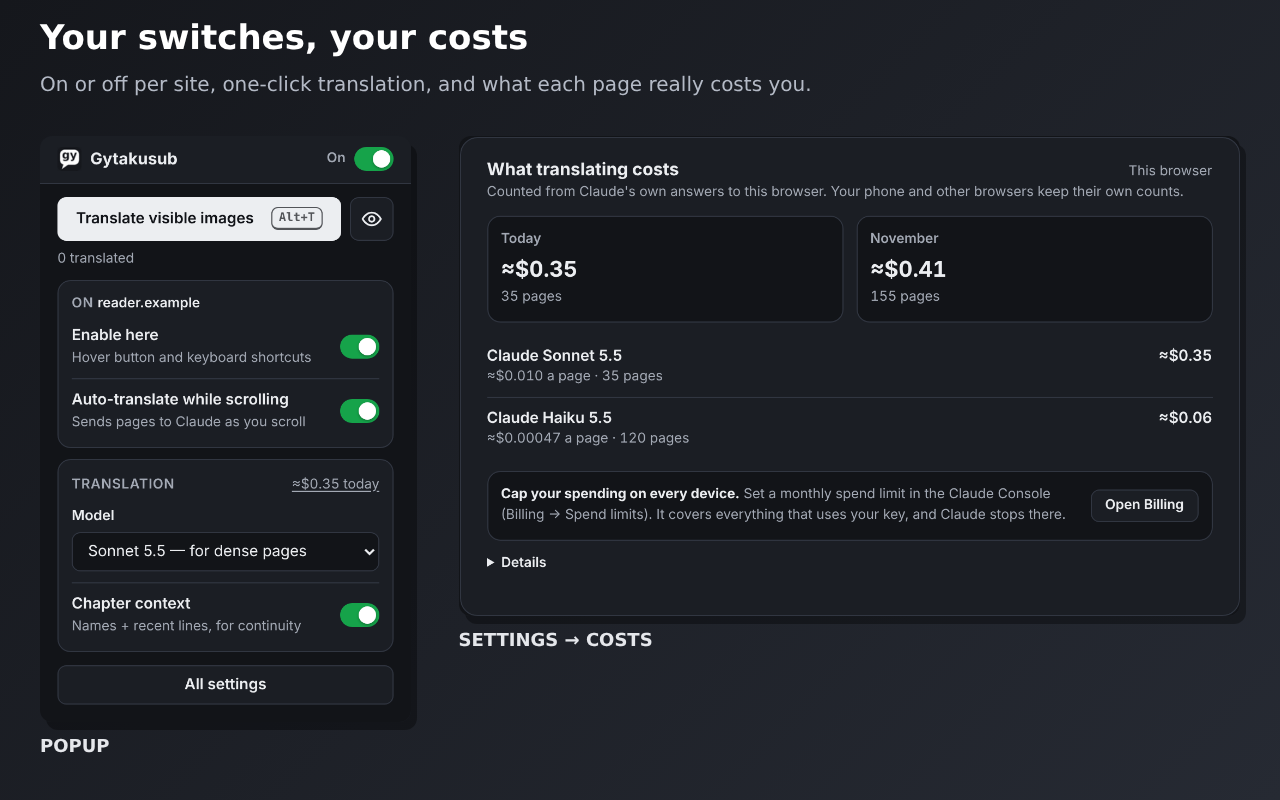 Your switches, your costs
On or off per site, one-click translation, and what each page really costs you.
gy
Gytakusub
On
Translate visible images
Alt+T
0 translated
ON reader.example
Enable here
Hover button and keyboard shortcuts
Auto-translate while scrolling
Sends pages to Claude as you scroll
TRANSLATION
≈$0.35 today
Model
Sonnet 5.5 — for dense pages
Chapter context
Names + recent lines, for continuity
All settings
POPUP
What translating costs
This browser
Counted from Claude's own answers to this browser. Your phone and other browsers keep their own counts.
Today
≈$0.35
35 pages
November
≈$0.41
155 pages
Claude Sonnet 5.5
≈$0.35
≈$0.010 a page · 35 pages
Claude Haiku 5.5
≈$0.06
≈$0.00047 a page · 120 pages
Cap your spending on every device. Set a monthly spend limit in the Claude Console
(Billing → Spend limits). It covers everything that uses your key, and Claude stops there.
Open Billing
Details
SETTINGS → COSTS